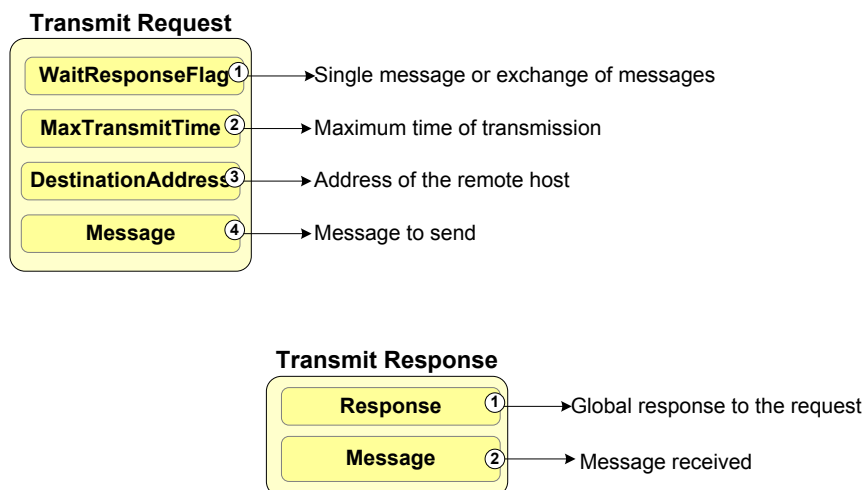 Transmit Request
WaitResponseFlag 1 Single message or exchange of messages
MaxTransmitTime 2 Maximum time of transmission
DestinationAddress 3 Address of the remote host
Message 4 Message to send
Transmit Response
Response 1 Global response to the request
Message 2 Message received